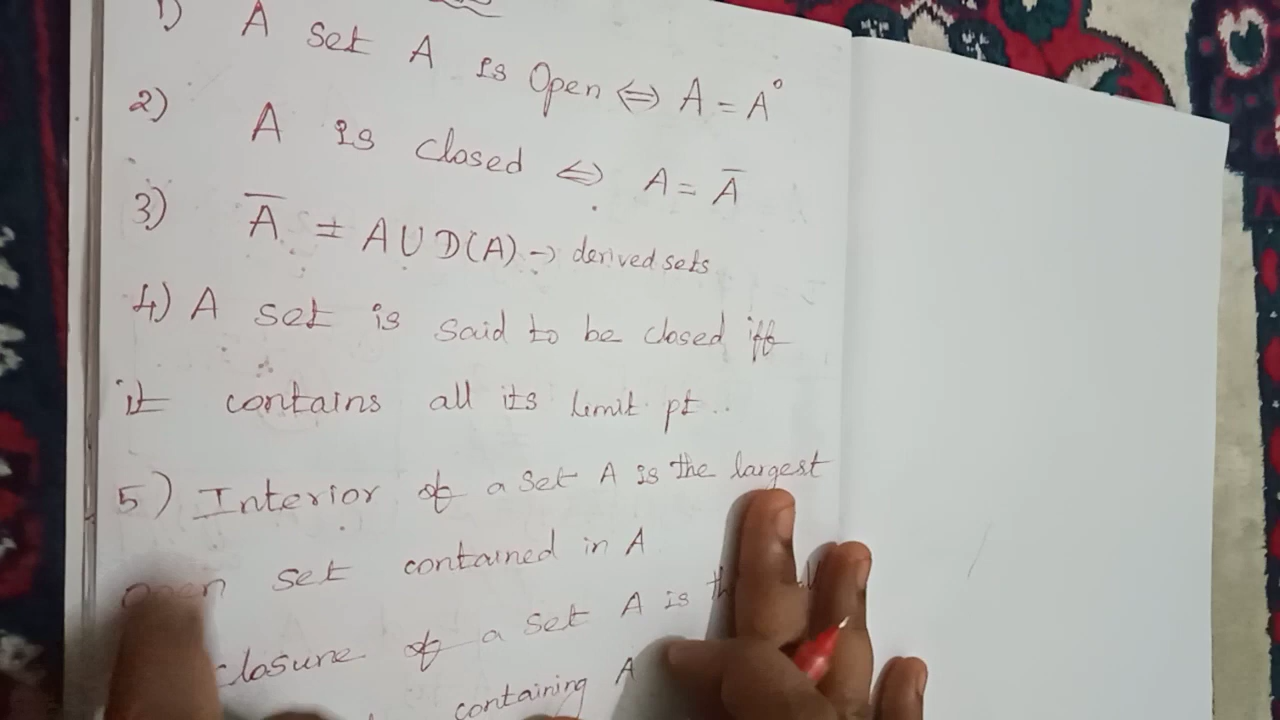 1) A set A is open ⇔ A = A°
2) A is closed ⇔ A = A̅
3) A̅ = A ∪ D(A) → derived sets
4) A set is said to be closed iff
it contains all its limit pt..
5) Interior of a set A is the largest
open set contained in A
closure of a set A is
containing A